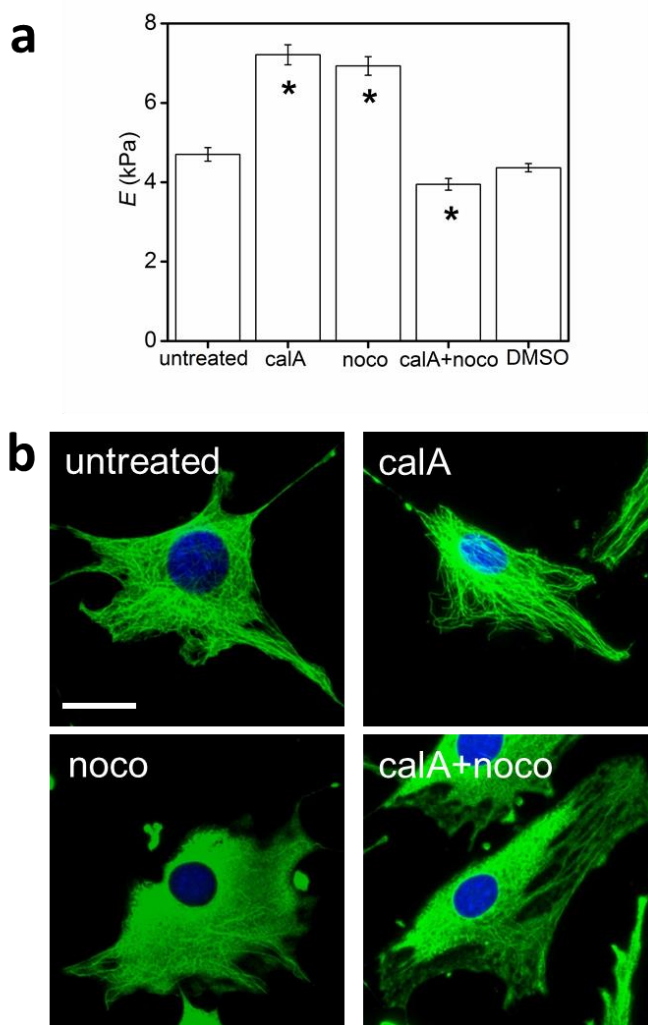 a
8
6
4
2
0
E (kPa)
*
*
*
untreated calA noco calA+noco DMSO
b
untreated
calA
noco
calA+noco